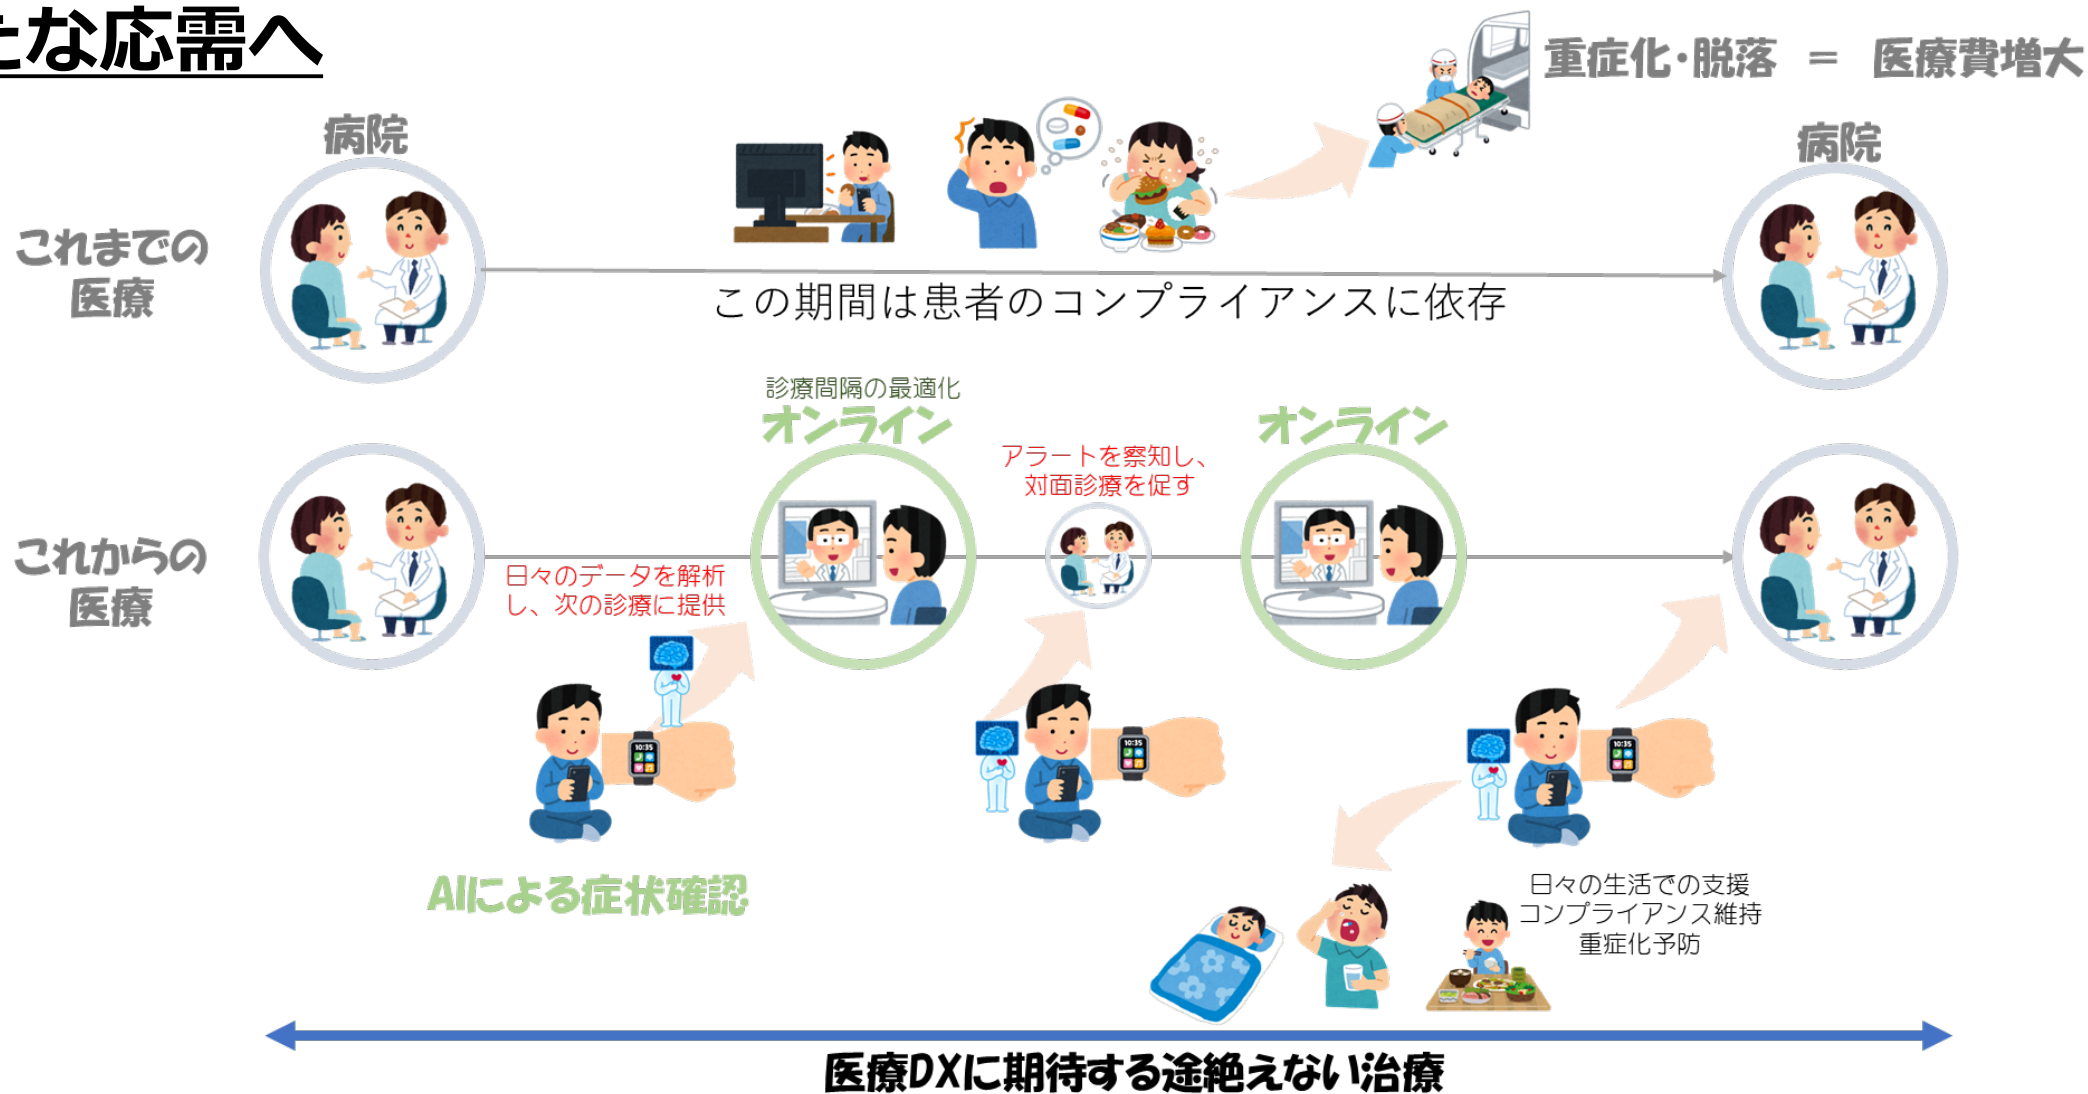 な応需へ
重症化・脱落 = 医療費増大
病院
病院
これまでの
医療
この期間は患者のコンプライアンスに依存
診療間隔の最適化
オンライン
オンライン
アラートを察知し、
対面診療を促す
これからの
医療
日々のデータを解析
し、次の診療に提供
10:35
10:35
10:35
AIによる症状確認
日々の生活での支援
コンプライアンス維持
重症化予防
医療DXに期待する途絶えない治療